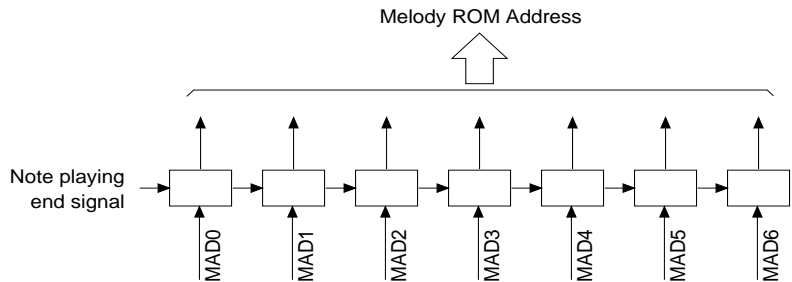 Melody ROM Address
Note playing
end signal
MAD0
MAD1
MAD2
MAD3
MAD4
MAD5
MAD6